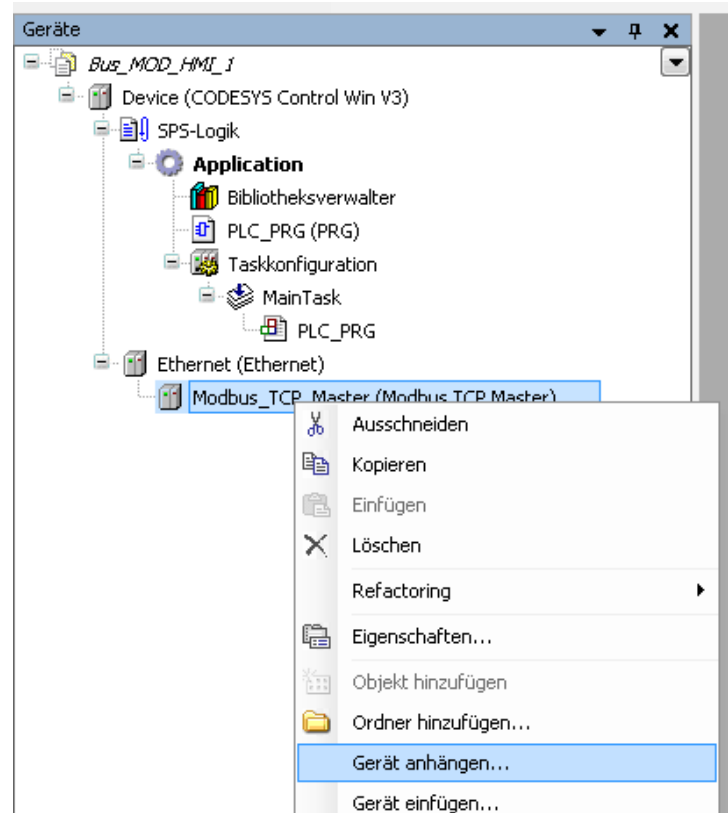 Geräte
Bus_MOD_HMI_1
Device (CODESYS Control Win V3)
SPS-Logik
Application
Bibliotheksverwalter
PLC_PRG (PRG)
Taskkonfiguration
MainTask
PLC_PRG
Ethernet (Ethernet)
Modbus_TCP_Master (Modbus TCP Master)
Ausschneiden
Kopieren
Einfügen
Löschen
Refactoring
Eigenschaften...
Objekt hinzufügen
Ordner hinzufügen...
Gerät anhängen...
Gerät einfügen...